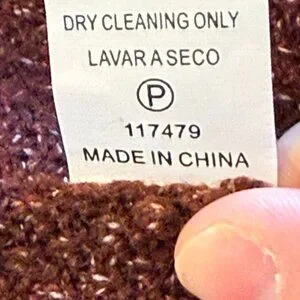 DRY CLEANING ONLY
LAVAR A SECO
P
117479
MADE IN CHINA